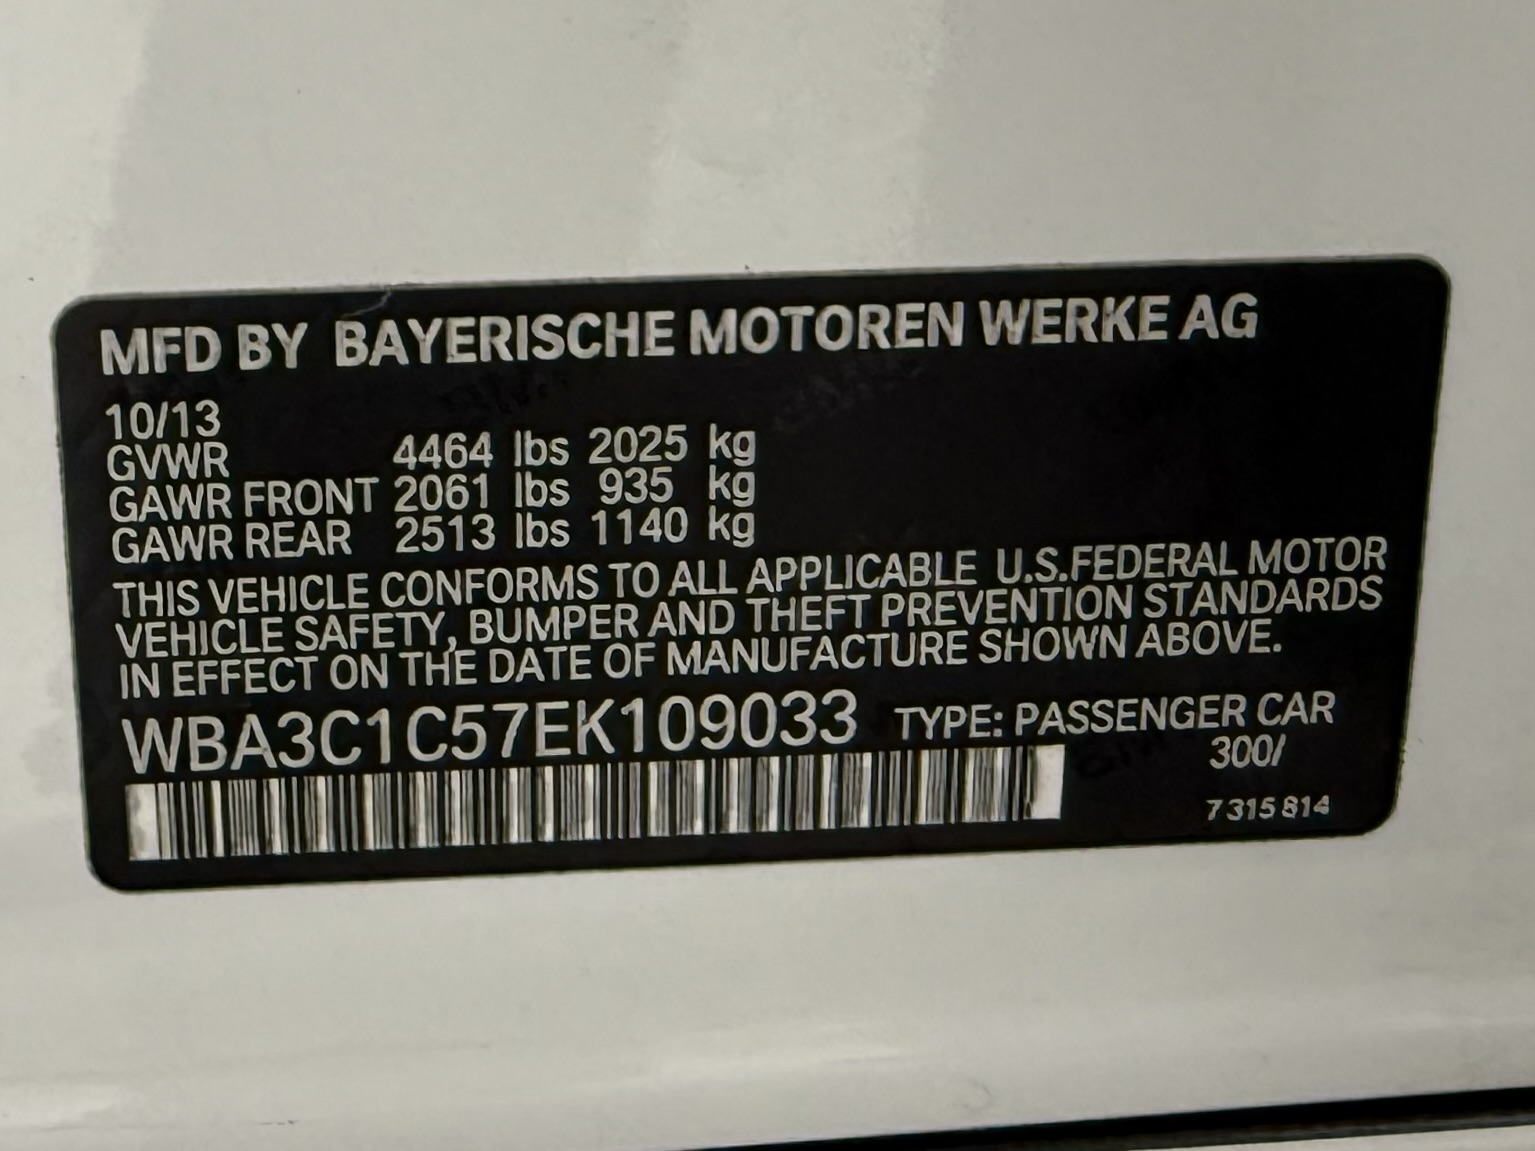 MFD BY BAYERISCHE MOTOREN WERKE AG
10/13
GVWR 4464 lbs 2025 kg
GAWR FRONT 2061 lbs 935 kg
GAWR REAR 2513 lbs 1140 kg
THIS VEHICLE CONFORMS TO ALL APPLICABLE U.S.FEDERAL MOTOR
VEHICLE SAFETY, BUMPER AND THEFT PREVENTION STANDARDS
IN EFFECT ON THE DATE OF MANUFACTURE SHOWN ABOVE.
WBA3C1C57EK109033 TYPE: PASSENGER CAR
300/
7 315 814